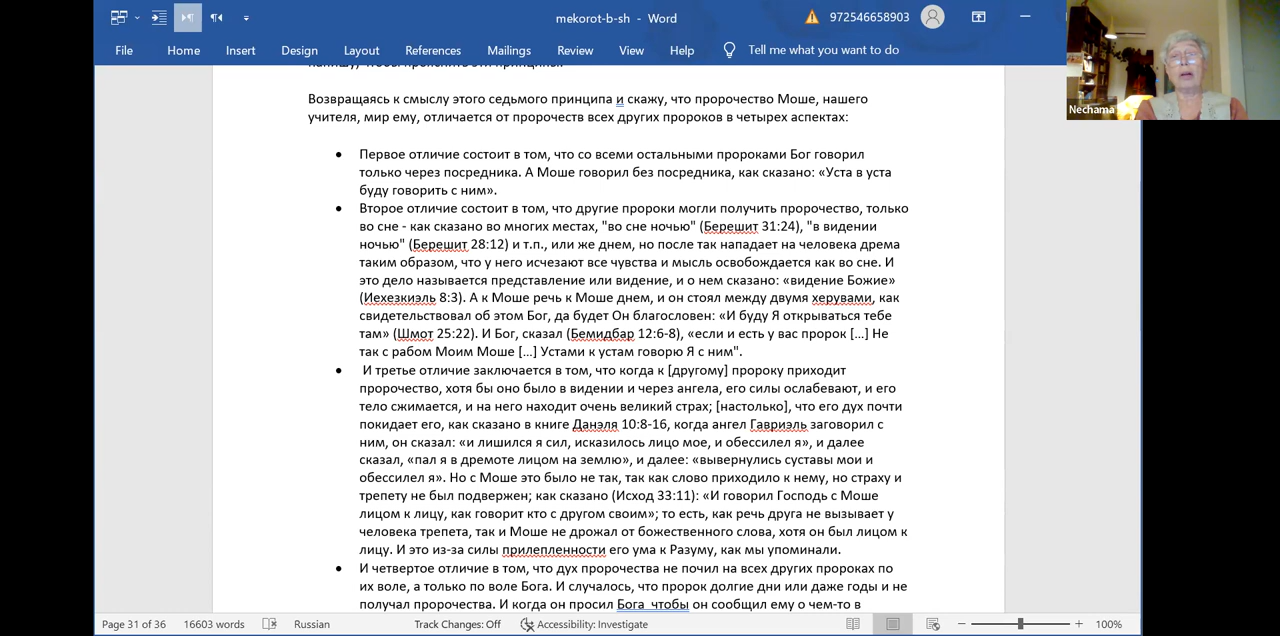 mekorot-b-sh - Word
972546658903
File Home Insert Design Layout References Mailings Review View Help Tell me what you want to do
Nechama
Возвращаясь к смыслу этого седьмого принципа и скажу, что пророчество Моше, нашего
учителя, мир ему, отличается от пророчеств всех других пророков в четырех аспектах:
• Первое отличие состоит в том, что со всеми остальными пророками Бог говорил
только через посредника. А Моше говорил без посредника, как сказано: «Уста в уста
буду говорить с ним».
• Второе отличие состоит в том, что другие пророки могли получить пророчество, только
во сне - как сказано во многих местах, "во сне ночью" (Берешит 31:24), "в видении
ночью" (Берешит 28:12) и т.п., или же днем, но после так нападает на человека дрема
таким образом, что у него исчезают все чувства и мысль освобождается как во сне. И
это дело называется представление или видение, и о нем сказано: «видение Божие»
(Иехезкиэль 8:3). А к Моше речь к Моше днем, и он стоял между двумя херувами, как
свидетельствовал об этом Бог, да будет Он благословен: «И буду Я открываться тебе
там» (Шмот 25:22). И Бог, сказал (Бемидбар 12:6-8), «если и есть у вас пророк [...] Не
так с рабом Моим Моше [...] Устами к устам говорю Я с ним".
• И третье отличие заключается в том, что когда к [другому] пророку приходит
пророчество, хотя бы оно было в видении и через ангела, его силы ослабевают, и его
тело сжимается, и на него находит очень великий страх; [настолько], что его дух почти
покидает его, как сказано в книге Данэля 10:8-16, когда ангел Гавриэль заговорил с
ним, он сказал: «и лишился я сил, исказилось лицо мое, и обессилел я», и далее
сказал, «пал я в дремоте лицом на землю», и далее: «вывернулись суставы мои и
обессилел я». Но с Моше это было не так, так как слово приходило к нему, но страху и
трепету не был подвержен; как сказано (Исход 33:11): «И говорил Господь с Моше
лицом к лицу, как говорит кто с другом своим»; то есть, как речь друга не вызывает у
человека трепета, так и Моше не дрожал от божественного слова, хотя он был лицом к
лицу. И это из-за силы прилепленности его ума к Разуму, как мы упоминали.
• И четвертое отличие в том, что дух пророчества не почил на всех других пророках по
их воле, а только по воле Бога. И случалось, что пророк долгие дни или даже годы и не
получал пророчества. И когда он просил Бога чтобы он сообщил ему о чем-то в
Page 31 of 36 16603 words Russian Track Changes: Off Accessibility: Investigate 100%